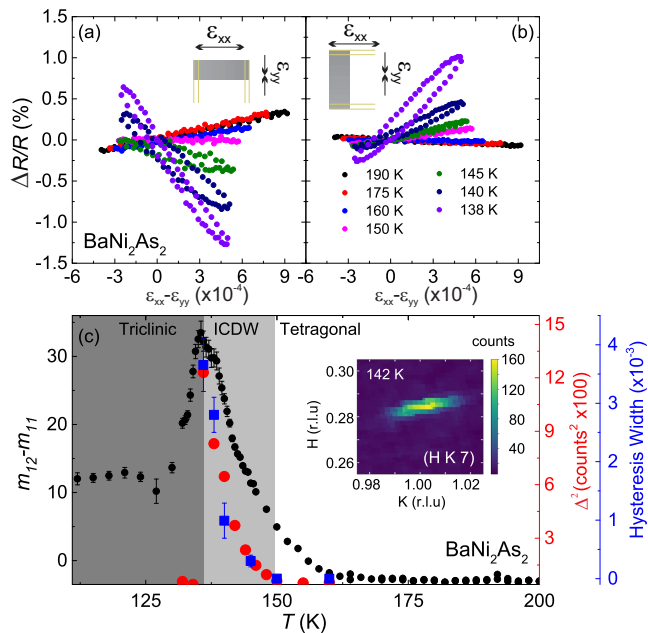 (a)
ε_xx
ε_yy
ΔR/R (%)
1.5
1.0
0.5
0.0
-0.5
-1.0
-1.5
BaNi₂As₂
-6 -3 0 3 6 9
ε_xx-ε_yy (x10⁻⁴)
(b)
ε_xx
ε_yy
190 K
175 K
160 K
150 K
145 K
140 K
138 K
-6 -3 0 3 6 9
ε_xx-ε_yy (x10⁻⁴)
(c)
Triclinic ICDW Tetragonal
m₁₂-m₁₁
30
20
10
0
125 150 175 200
T (K)
BaNi₂As₂
142 K
(H K 7)
H (r.l.u)
0.30
0.28
0.26
0.98 1.00 1.02
K (r.l.u)
counts
160
120
80
40
Δ² (counts² x100)
14
12
9
6
3
1
Hysteresis Width (x10⁻³)
4
3
2
1
0